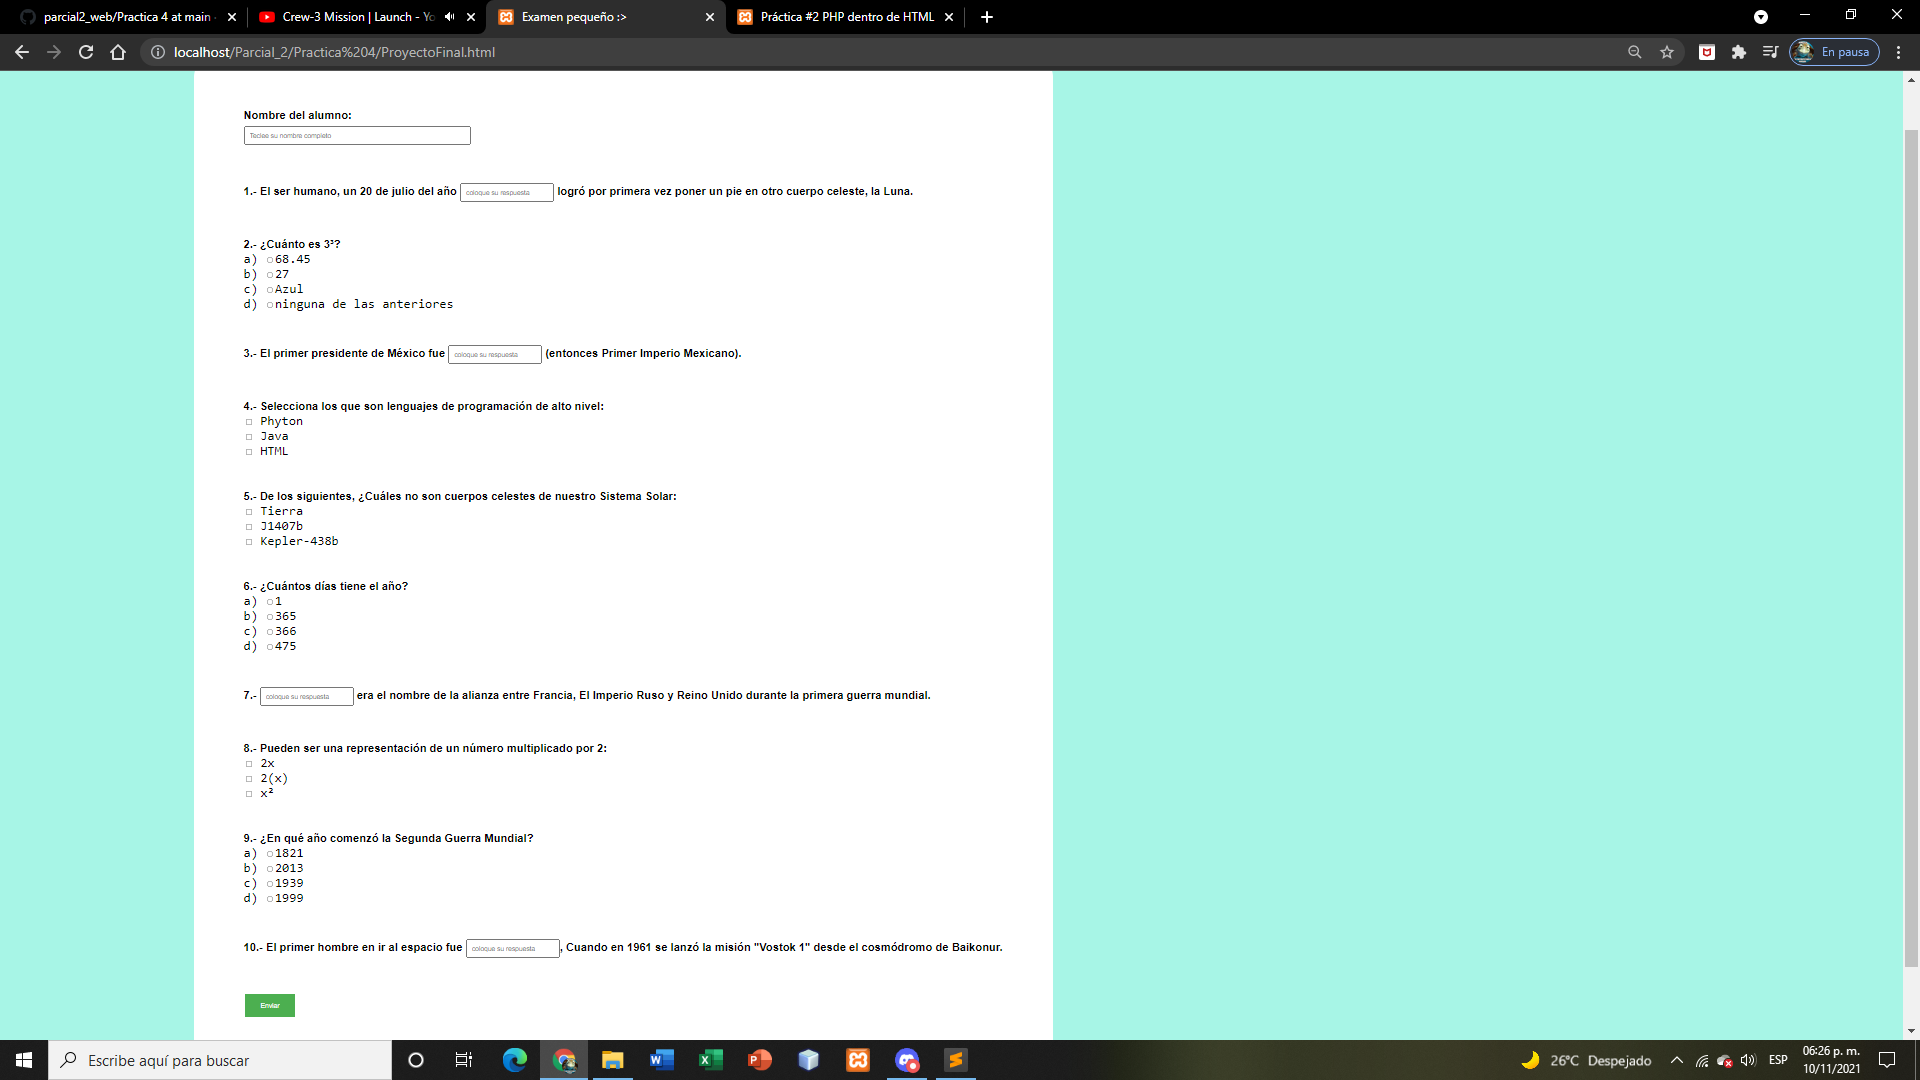 parcial2_web/Practica 4 at main
Crew-3 Mission | Launch - Yo
Examen pequeño :>
Práctica #2 PHP dentro de HTML
localhost/Parcial_2/Practica%204/ProyectoFinal.html
En pausa
Nombre del alumno:
Teclee su nombre completo
1.- El ser humano, un 20 de julio del año coloque su respuesta logró por primera vez poner un pie en otro cuerpo celeste, la Luna.
2.- ¿Cuánto es 3³?
a) 68.45
b) 27
c) Azul
d) ninguna de las anteriores
3.- El primer presidente de México fue coloque su respuesta (entonces Primer Imperio Mexicano).
4.- Selecciona los que son lenguajes de programación de alto nivel:
Phyton
Java
HTML
5.- De los siguientes, ¿Cuáles no son cuerpos celestes de nuestro Sistema Solar:
Tierra
J1407b
Kepler-438b
6.- ¿Cuántos días tiene el año?
a) 1
b) 365
c) 366
d) 475
7.- coloque su respuesta era el nombre de la alianza entre Francia, El Imperio Ruso y Reino Unido durante la primera guerra mundial.
8.- Pueden ser una representación de un número multiplicado por 2:
2x
2(x)
x²
9.- ¿En qué año comenzó la Segunda Guerra Mundial?
a) 1821
b) 2013
c) 1939
d) 1999
10.- El primer hombre en ir al espacio fue coloque su respuesta, Cuando en 1961 se lanzó la misión "Vostok 1" desde el cosmódromo de Baikonur.
Enviar
Escribe aquí para buscar
26°C Despejado
ESP
06:26 p. m.
10/11/2021